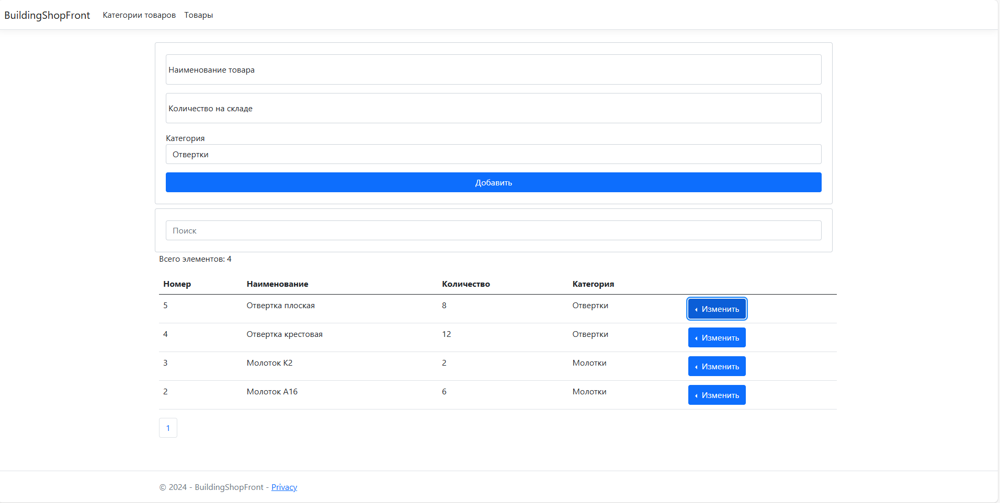 BuildingShopFront Категории товаров Товары
Наименование товара
Количество на складе
Категория
Отвертки
Добавить
Поиск
Всего элементов: 4
Номер Наименование Количество Категория
5 Отвертка плоская 8 Отвертки Изменить
4 Отвертка крестовая 12 Отвертки Изменить
3 Молоток К2 2 Молотки Изменить
2 Молоток А16 6 Молотки Изменить
1
© 2024 - BuildingShopFront - Privacy